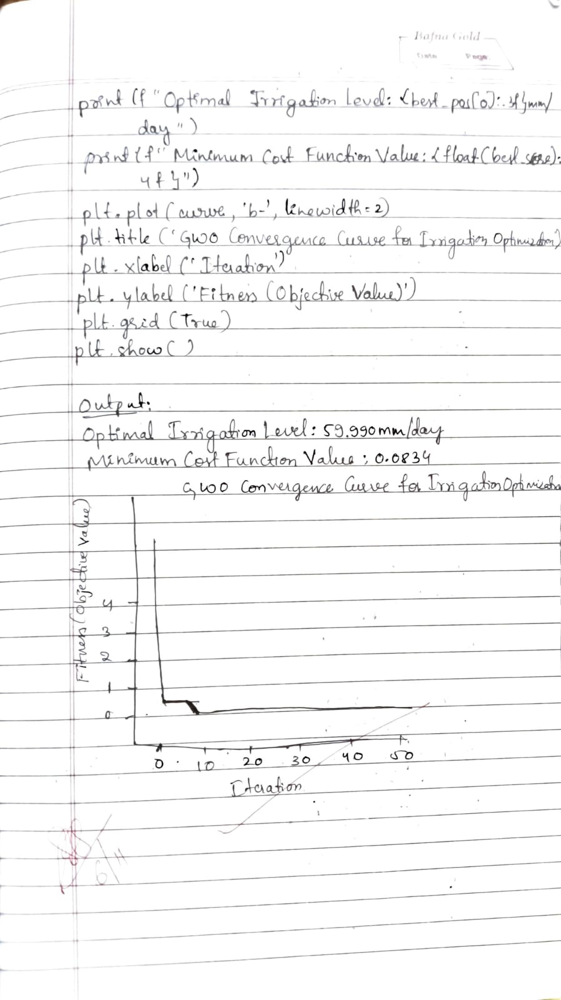 Bafna Gold
Date Page:
print (f "Optimal Irrigation Level: {best_pos[0]:.3f}mm/
day")
print (f" Minimum Cost Function Value: {float(best_score):
4f}")
plt.plot (curve, 'b-', linewidth=2)
plt.title ('GWO Convergence Curve for Irrigation Optimization')
plt.xlabel ('Iteration')
plt.ylabel ('Fitness (Objective Value)')
plt.grid (True)
plt.show()
Output:
Optimal Irrigation Level: 59.990mm/day
Minimum Cost Function Value: 0.0834
GWO Convergence Curve for Irrigation Optimisation
Fitness (Objective Value)
4
3
2
1
0
0 10 20 30 40 50
Iteration
6/11